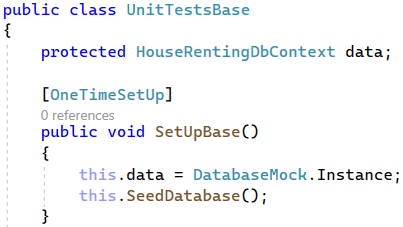 public class UnitTestsBase
{
    protected HouseRentingDbContext data;
    [OneTimeSetUp]
    0 references
    public void SetUpBase()
    {
        this.data = DatabaseMock.Instance;
        this.SeedDatabase();
    }